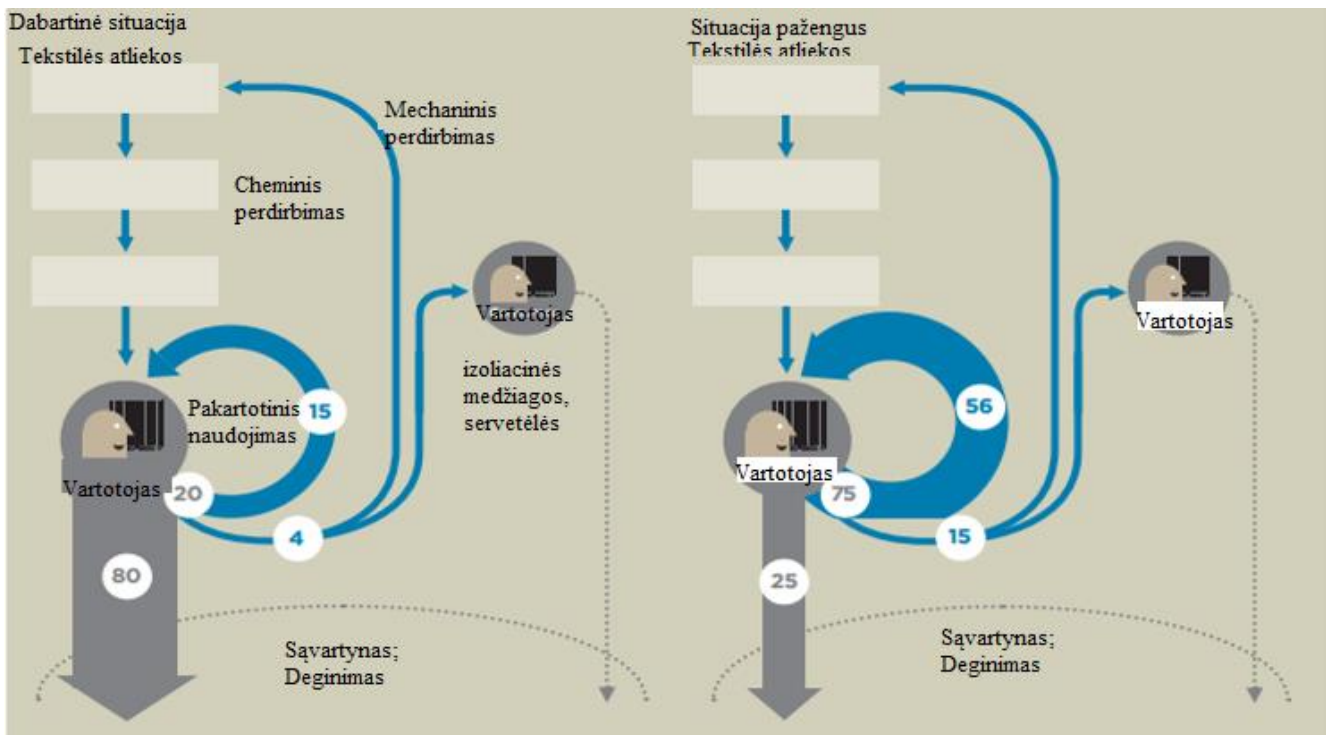 Dabartinė situacija
Tekstilės atliekos
Mechaninis
perdirbimas
Cheminis
perdirbimas
Vartotojas
izoliacinės
medžiagos,
servetėlės
Pakartotinis
naudojimas
15
Vartotojas
20
4
80
Sąvartynas;
Deginimas
Situacija pažengus
Tekstilės atliekos
Vartotojas
56
Vartotojas
75
15
25
Sąvartynas;
Deginimas